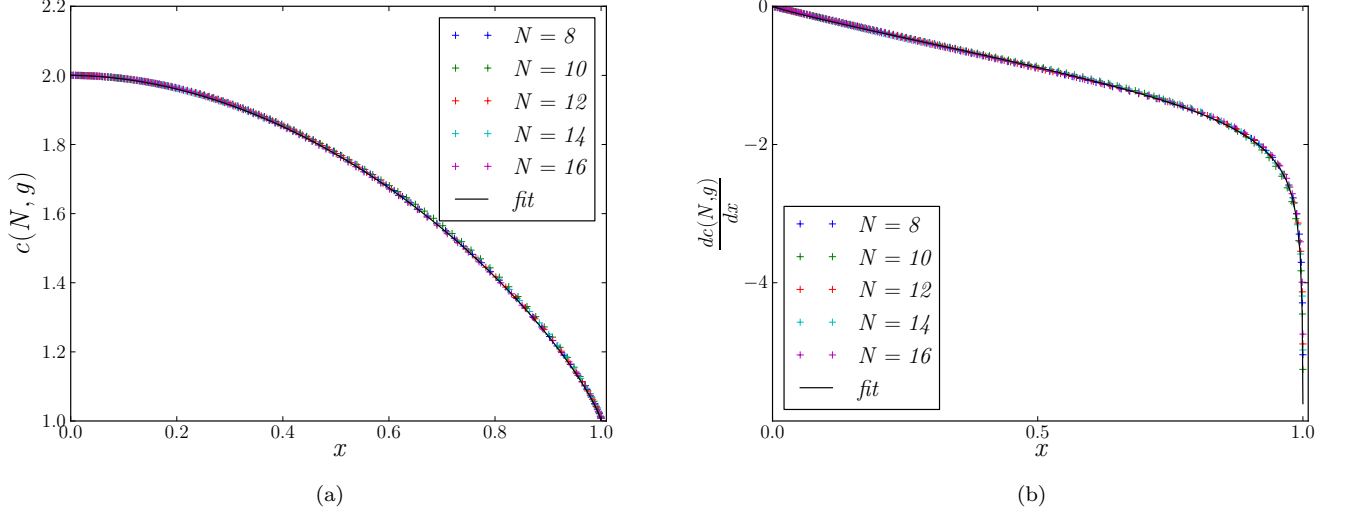 2.2
2.0
1.8
1.6
1.4
1.2
1.0
c(N, g)
N = 8
N = 10
N = 12
N = 14
N = 16
fit
0.0 0.2 0.4 0.6 0.8 1.0
x
(a)
0
−2
−4
dc(N,g)
dx
N = 8
N = 10
N = 12
N = 14
N = 16
fit
0.0 0.5 1.0
x
(b)